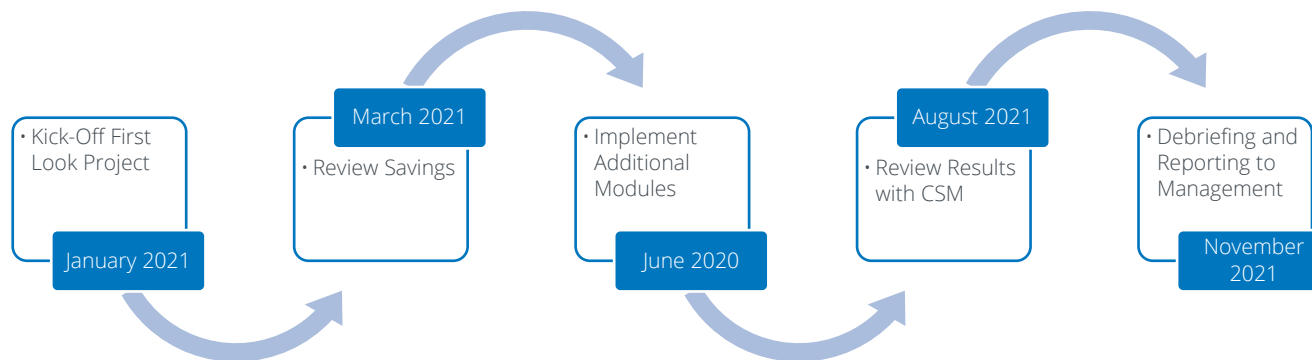 • Kick-Off First
Look Project
January 2021
March 2021
• Review Savings
• Implement
Additional
Modules
June 2020
August 2021
• Review Results
with CSM
• Debriefing and
Reporting to
Management
November
2021